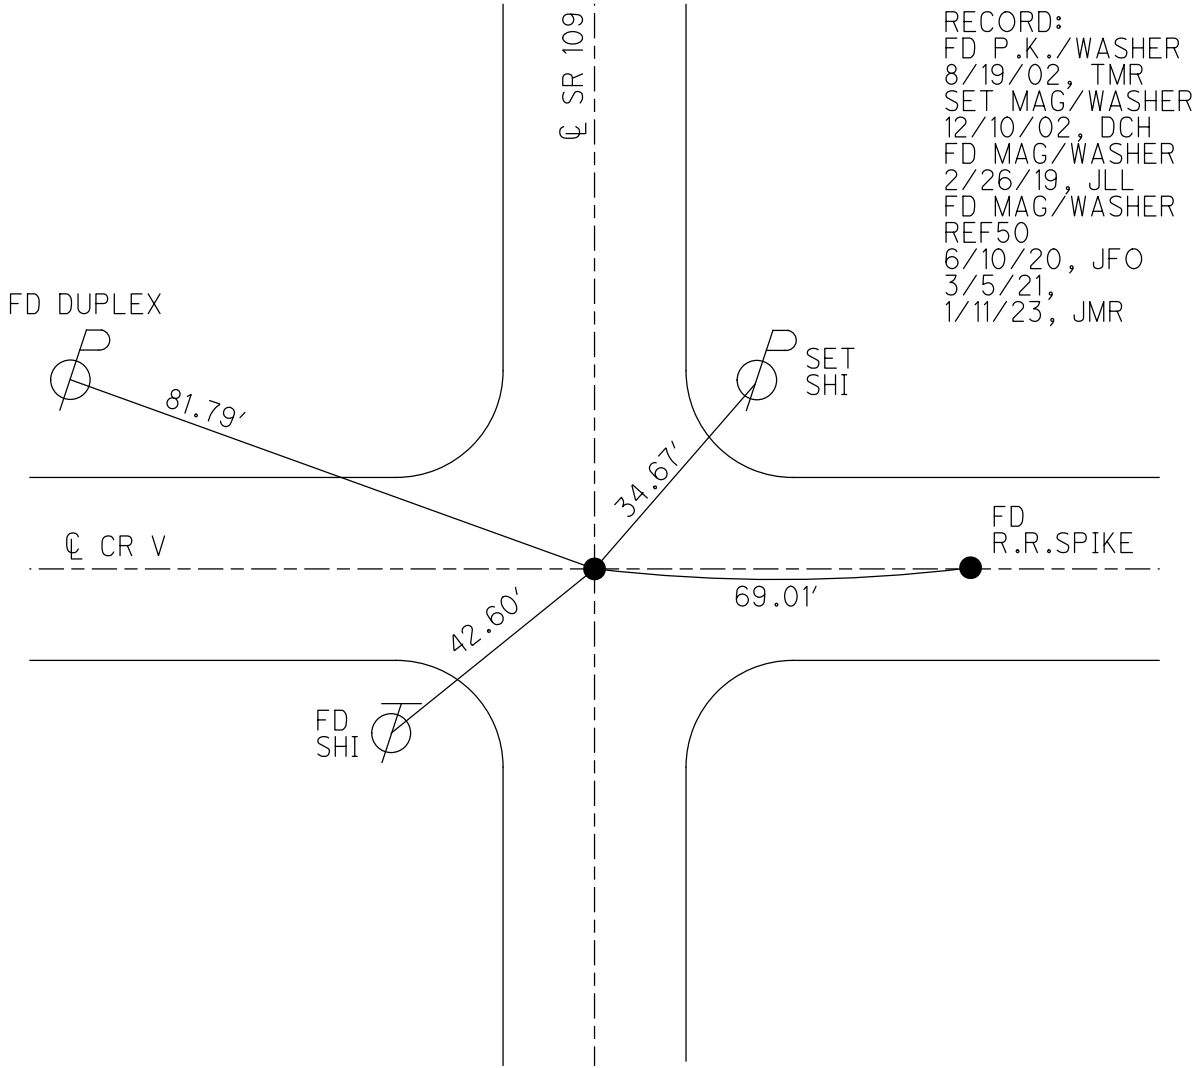 RECORD:
FD P.K./WASHER
8/19/02, TMR
SET MAG/WASHER
12/10/02, DCH
FD MAG/WASHER
2/26/19, JLL
FD MAG/WASHER
REF50
6/10/20, JFO
3/5/21,
1/11/23, JMR
℄ SR 109
FD DUPLEX
SET
SHI
81.79'
34.67'
FD
R.R.SPIKE
℄ CR V
69.01'
42.60'
FD
SHI